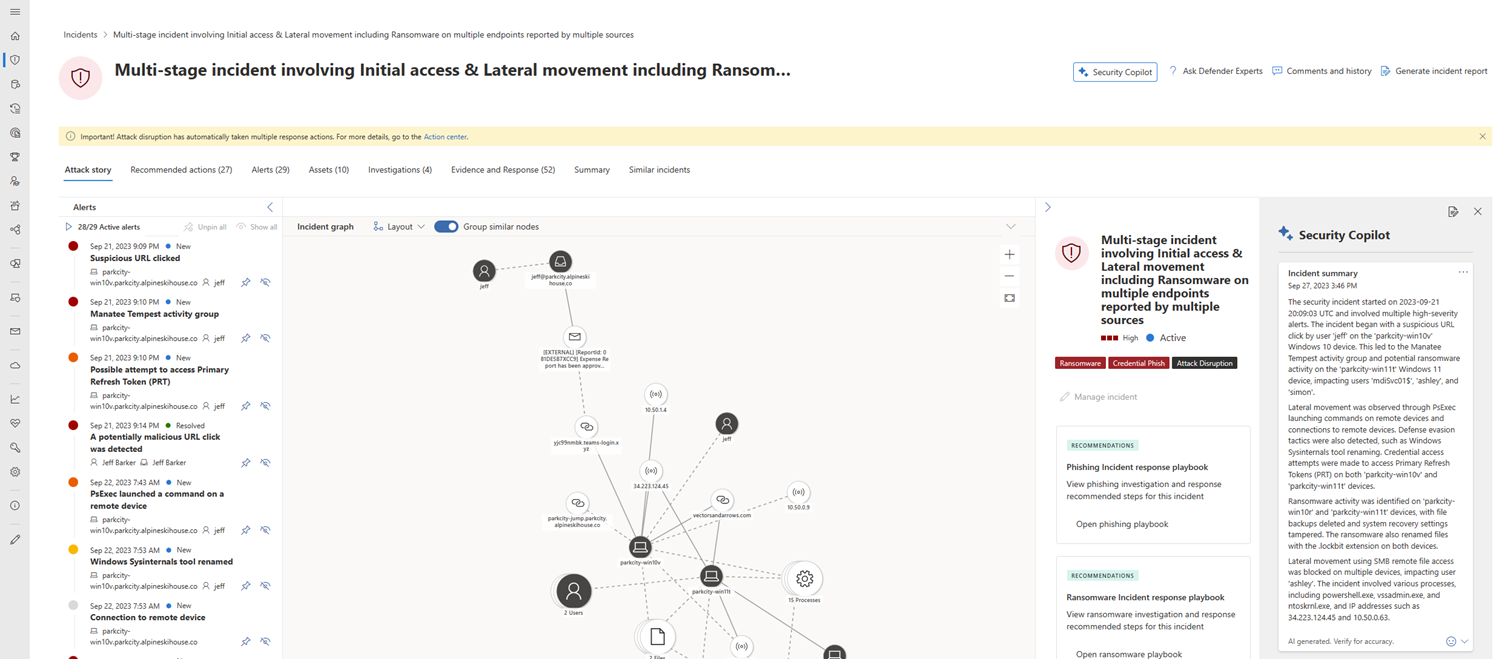 Incidents > Multi-stage incident involving Initial access & Lateral movement including Ransomware on multiple endpoints reported by multiple sources
Multi-stage incident involving Initial access & Lateral movement including Ransom...
Security Copilot
Ask Defender Experts
Comments and history
Generate incident report
Important! Attack disruption has automatically taken multiple response actions. For more details, go to the Action center.
Attack story
Recommended actions (27)
Alerts (29)
Assets (10)
Investigations (4)
Evidence and Response (52)
Summary
Similar incidents
Alerts
28/29 Active alerts
Unpin all
Show all
Sep 21, 2023 9:09 PM • New
Suspicious URL clicked
parkcity-
win10v.parkcity.alpineskihouse.co jeff
Sep 21, 2023 9:10 PM • New
Manatee Tempest activity group
parkcity-
win10v.parkcity.alpineskihouse.co jeff
Sep 21, 2023 9:10 PM • New
Possible attempt to access Primary
Refresh Token (PRT)
parkcity-
win10v.parkcity.alpineskihouse.co jeff
Sep 21, 2023 9:14 PM • Resolved
A potentially malicious URL click
was detected
Jeff Barker Jeff Barker
Sep 22, 2023 7:43 AM • New
PsExec launched a command on a
remote device
parkcity-
win10v.parkcity.alpineskihouse.co jeff
Sep 22, 2023 7:53 AM • New
Windows Sysinternals tool renamed
parkcity-
win10v.parkcity.alpineskihouse.co jeff
Sep 22, 2023 7:53 AM • New
Connection to remote device
parkcity-
win10v.parkcity.alpineskihouse.co
Incident graph
Layout
Group similar nodes
jeff
jeff@parkcity.alpineski
house.co
[EXTERNAL] [ReportId: 0
81DE5B7XCC9] Expense Re
port has been approv...
10.50.1.4
jeff
yjc99nmbk.teams-login.x
yz
34.223.124.45
parkcity-jump.parkcity.
alpineskihouse.co
vectorsandarrows.com
10.50.0.9
parkcity-win10v
parkcity-win11t
2 Users
15 Processes
2 Files
Multi-stage incident
involving Initial access &
Lateral movement
including Ransomware on
multiple endpoints
reported by multiple
sources
High
Active
Ransomware
Credential Phish
Attack Disruption
Manage incident
RECOMMENDATIONS
Phishing Incident response playbook
View phishing investigation and response
recommended steps for this incident
Open phishing playbook
RECOMMENDATIONS
Ransomware Incident response playbook
View ransomware investigation and response
recommended steps for this incident
Open ransomware playbook
Security Copilot
Incident summary
Sep 27, 2023 3:46 PM
The security incident started on 2023-09-21
20:09:03 UTC and involved multiple high-severity
alerts. The incident began with a suspicious URL
click by user 'jeff' on the 'parkcity-win10v'
Windows 10 device. This led to the Manatee
Tempest activity group and potential ransomware
activity on the 'parkcity-win11t' Windows 11
device, impacting users 'mdiSvc01$', 'ashley', and
'simon'.
Lateral movement was observed through PsExec
launching commands on remote devices and
connections to remote devices. Defense evasion
tactics were also detected, such as Windows
Sysinternals tool renaming. Credential access
attempts were made to access Primary Refresh
Tokens (PRT) on both 'parkcity-win10v' and
'parkcity-win11t' devices.
Ransomware activity was identified on 'parkcity-
win10r' and 'parkcity-win11t' devices, with file
backups deleted and system recovery settings
tampered. The ransomware also renamed files
with the .lockbit extension on both devices.
Lateral movement using SMB remote file access
was blocked on multiple devices, impacting user
'ashley'. The incident involved various processes,
including powershell.exe, vssadmin.exe, and
ntoskrnl.exe, and IP addresses such as
34.223.124.45 and 10.50.0.63.
AI generated. Verify for accuracy.